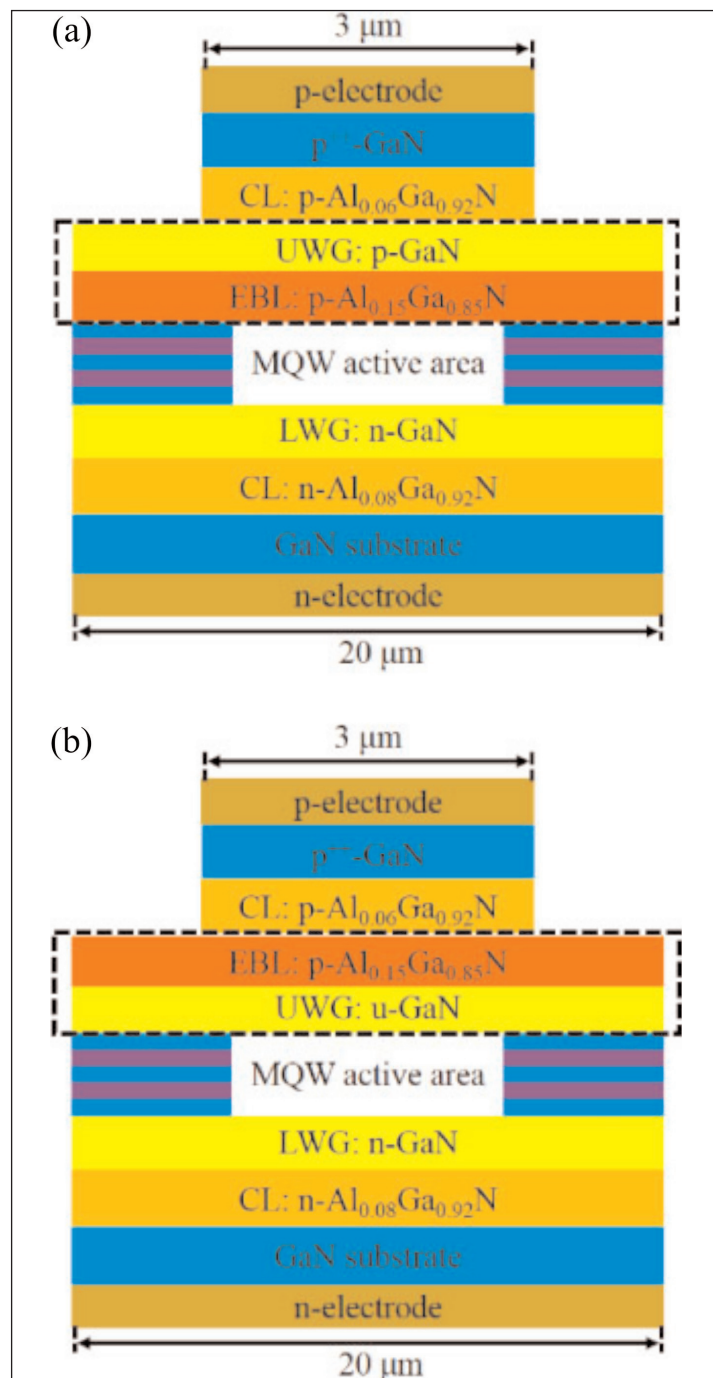 (a)
3 μm
p-electrode
p⁺⁺-GaN
CL: p-Al₀.₀₆Ga₀.₉₂N
UWG: p-GaN
EBL: p-Al₀.₁₅Ga₀.₈₅N
MQW active area
LWG: n-GaN
CL: n-Al₀.₀₈Ga₀.₉₂N
GaN substrate
n-electrode
20 μm
(b)
3 μm
p-electrode
p⁺⁺-GaN
CL: p-Al₀.₀₆Ga₀.₉₂N
EBL: p-Al₀.₁₅Ga₀.₈₅N
UWG: u-GaN
MQW active area
LWG: n-GaN
CL: n-Al₀.₀₈Ga₀.₉₂N
GaN substrate
n-electrode
20 μm